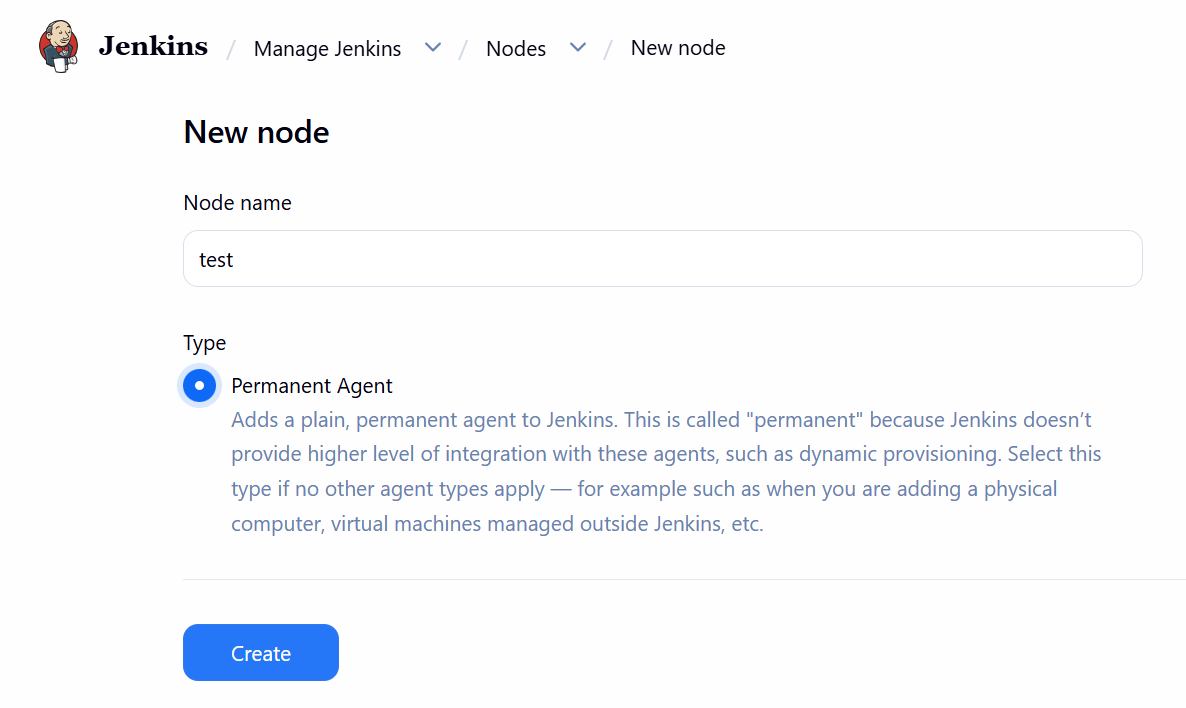 Jenkins / Manage Jenkins / Nodes / New node
New node
Node name
test
Type
Permanent Agent
Adds a plain, permanent agent to Jenkins. This is called "permanent" because Jenkins doesn’t
provide higher level of integration with these agents, such as dynamic provisioning. Select this
type if no other agent types apply — for example such as when you are adding a physical
computer, virtual machines managed outside Jenkins, etc.
Create